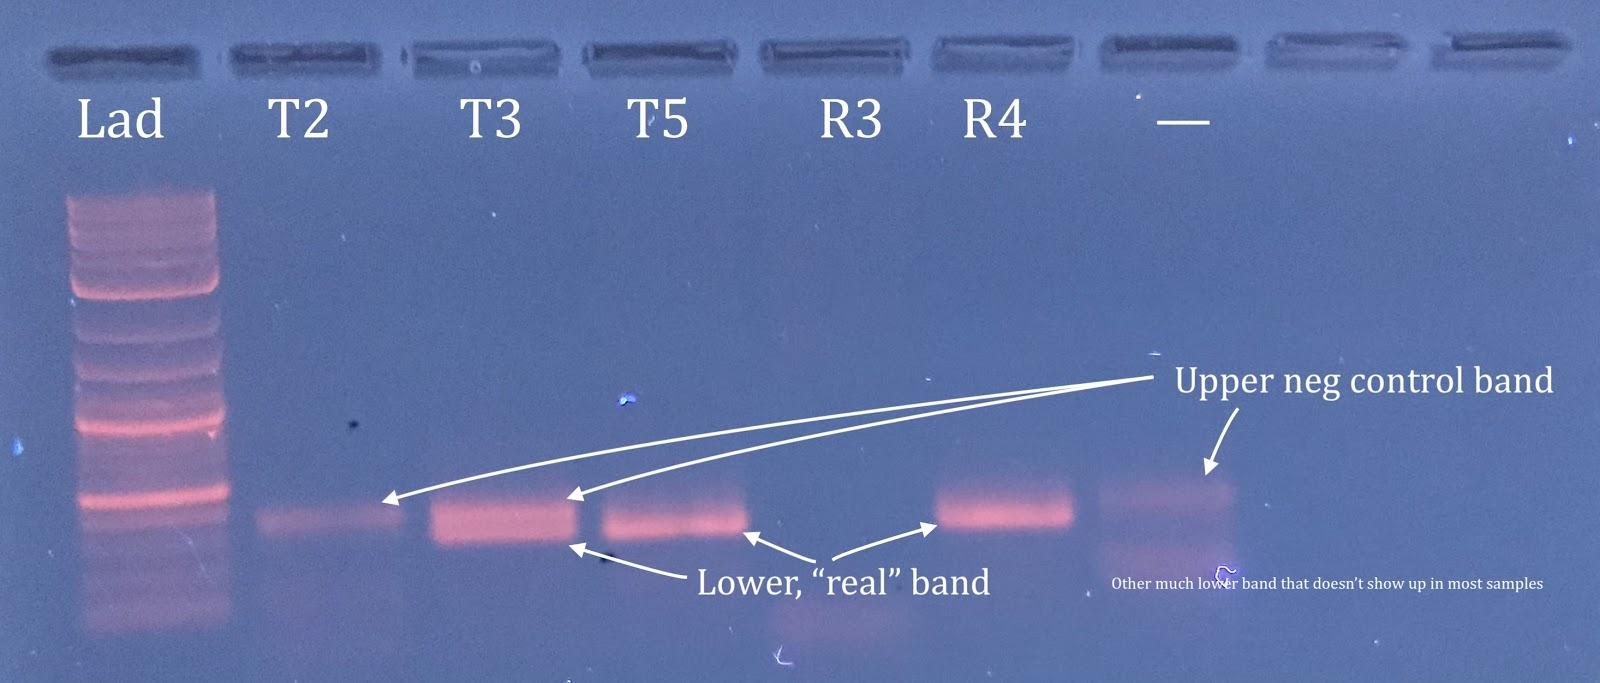 Lad T2 T3 T5 R3 R4 —
Upper neg control band
Lower, “real” band
Other much lower band that doesn’t show up in most samples